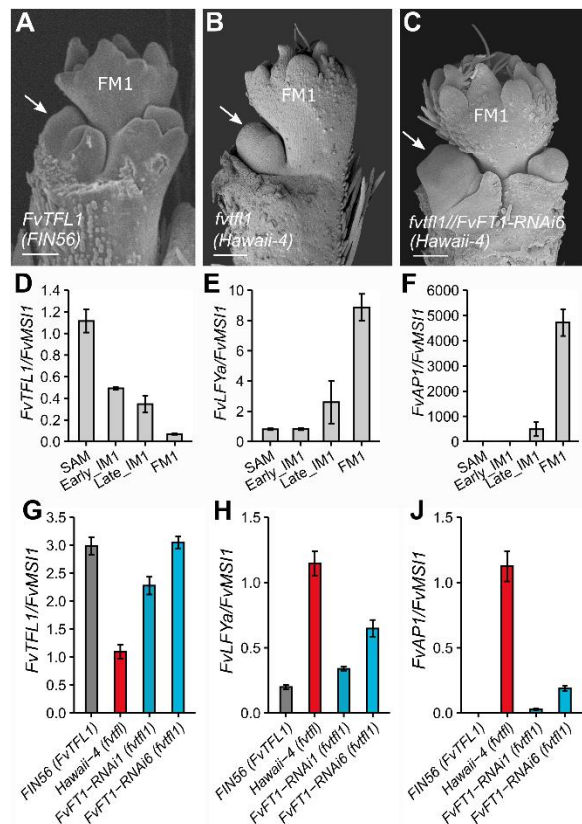 A
B
C
FM1
FM1
FM1
FvTFL1
(FIN56)
fvtfl1
(Hawaii-4)
fvtfl1//FvFT1-RNAi6
(Hawaii-4)
D
FvTFL1/FvMSI1
1.4
1.2
1.0
0.8
0.6
0.4
0.2
0.0
SAM
Early_IM1
Late_IM1
FM1
E
FvLFYa/FvMSI1
10
8
6
4
2
0
SAM
Early_IM1
Late_IM1
FM1
F
FvAP1/FvMSI1
6000
5000
4000
3000
2000
1000
0
SAM
Early_IM1
Late_IM1
FM1
G
FvTFL1/FvMSI1
3.5
3.0
2.5
2.0
1.5
1.0
0.5
0.0
FIN56 (FvTFL1)
Hawaii-4 (fvtfl)
FvFT1-RNAi1 (fvtfl1)
FvFT1-RNAi6 (fvtfl1)
H
FvLFYa/FvMSI1
1.5
1.0
0.5
0.0
FIN56 (FvTFL1)
Hawaii-4 (fvtfl1)
FvFT1-RNAi1 (fvtfl1)
FvFT1-RNAi6 (fvtfl1)
J
FvAP1/FvMSI1
1.5
1.0
0.5
0.0
FIN56 (FvTFL1)
Hawaii-4 (fvtfl1)
FvFT1-RNAi1 (fvtfl1)
FvFT1-RNAi6 (fvtfl1)